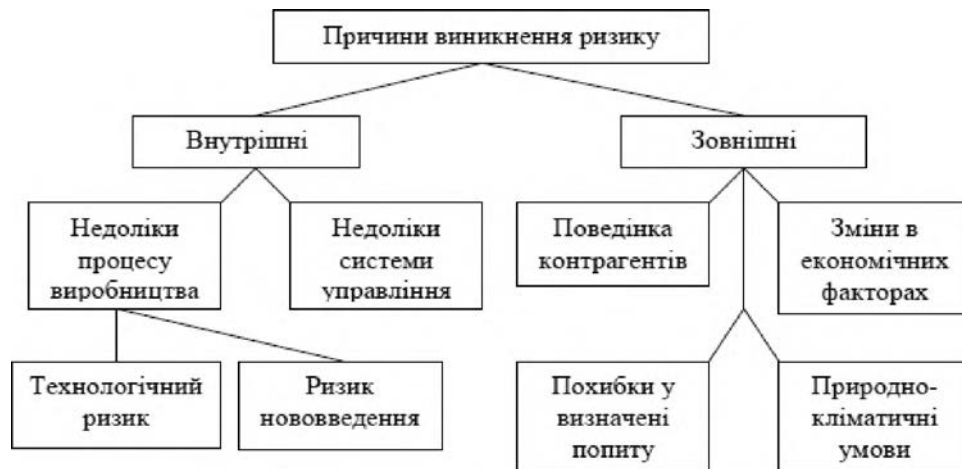 Причини виникнення ризику
Внутрішні
Зовнішні
Недоліки
процесу
виробництва
Недоліки
системи
управління
Поведінка
контрагентів
Зміни в
економічних
факторах
Технологічний
ризик
Ризик
нововведення
Похибки у
визначені
попиту
Природно-
кліматичні
умови